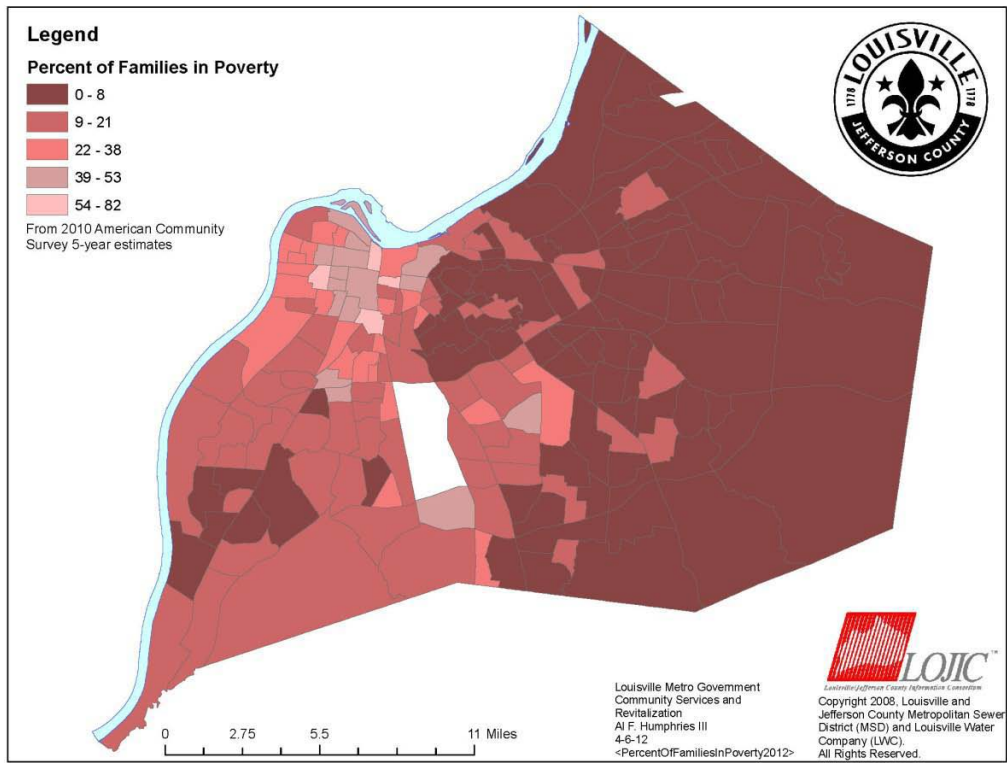 Legend
Percent of Families in Poverty
0 - 8
9 - 21
22 - 38
39 - 53
54 - 82
From 2010 American Community
Survey 5-year estimates
LOUISVILLE
1778
1778
JEFFERSON COUNTY
0 2.75 5.5 11 Miles
Louisville Metro Government
Community Services and
Revitalization
Al F. Humphries III
4-6-12
<PercentOfFamiliesInPoverty2012>
LOJIC™
Louisville/Jefferson County Information Consortium
Copyright 2008, Louisville and
Jefferson County Metropolitan Sewer
District (MSD) and Louisville Water
Company (LWC).
All Rights Reserved.